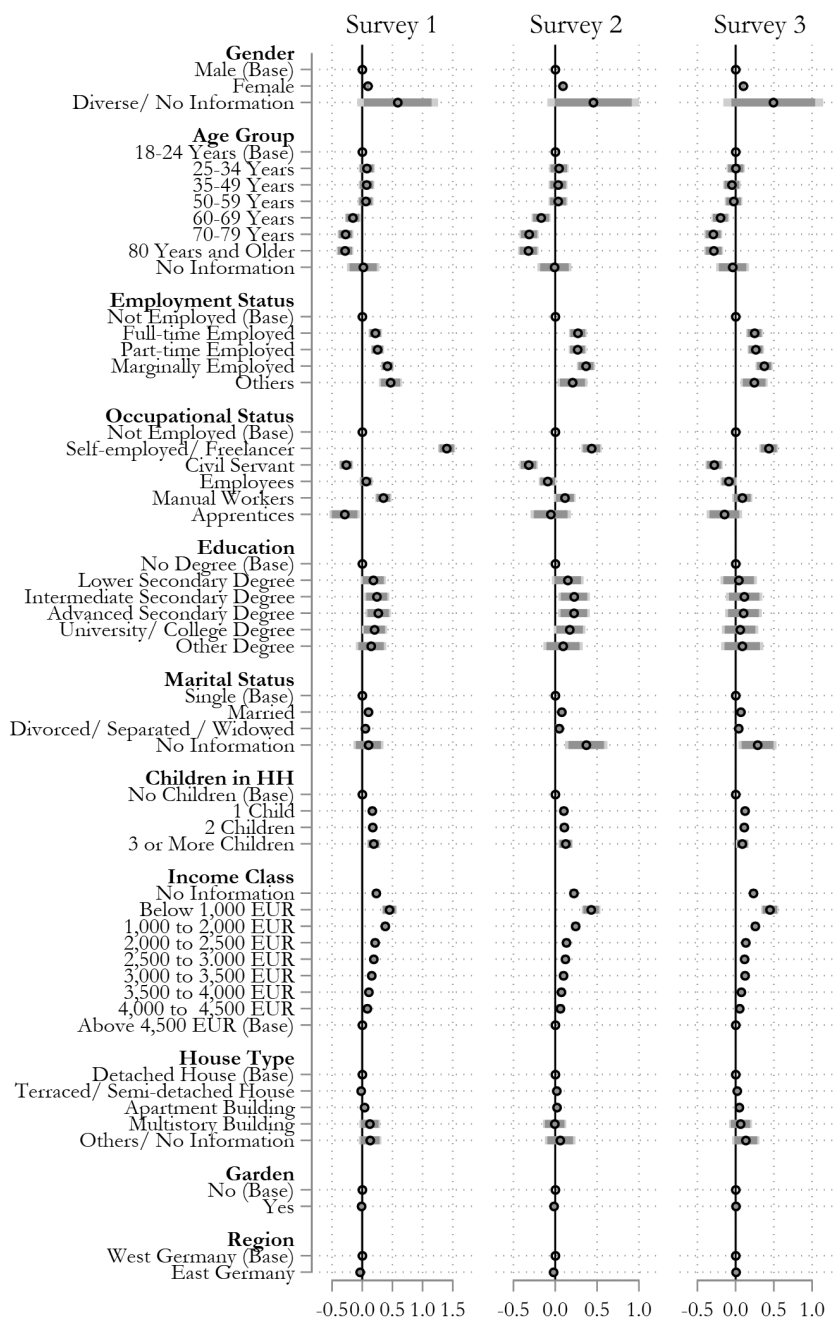 Survey 1 Survey 2 Survey 3
Gender
Male (Base)
Female
Diverse/ No Information
Age Group
18-24 Years (Base)
25-34 Years
35-49 Years
50-59 Years
60-69 Years
70-79 Years
80 Years and Older
No Information
Employment Status
Not Employed (Base)
Full-time Employed
Part-time Employed
Marginally Employed
Others
Occupational Status
Not Employed (Base)
Self-employed/ Freelancer
Civil Servant
Employees
Manual Workers
Apprentices
Education
No Degree (Base)
Lower Secondary Degree
Intermediate Secondary Degree
Advanced Secondary Degree
University/ College Degree
Other Degree
Marital Status
Single (Base)
Married
Divorced/ Separated / Widowed
No Information
Children in HH
No Children (Base)
1 Child
2 Children
3 or More Children
Income Class
No Information
Below 1,000 EUR
1,000 to 2,000 EUR
2,000 to 2,500 EUR
2,500 to 3.000 EUR
3,000 to 3,500 EUR
3,500 to 4,000 EUR
4,000 to 4,500 EUR
Above 4,500 EUR (Base)
House Type
Detached House (Base)
Terraced/ Semi-detached House
Apartment Building
Multistory Building
Others/ No Information
Garden
No (Base)
Yes
Region
West Germany (Base)
East Germany
-0.5 0.0 0.5 1.0 1.5 -0.5 0.0 0.5 1.0 -0.5 0.0 0.5 1.0